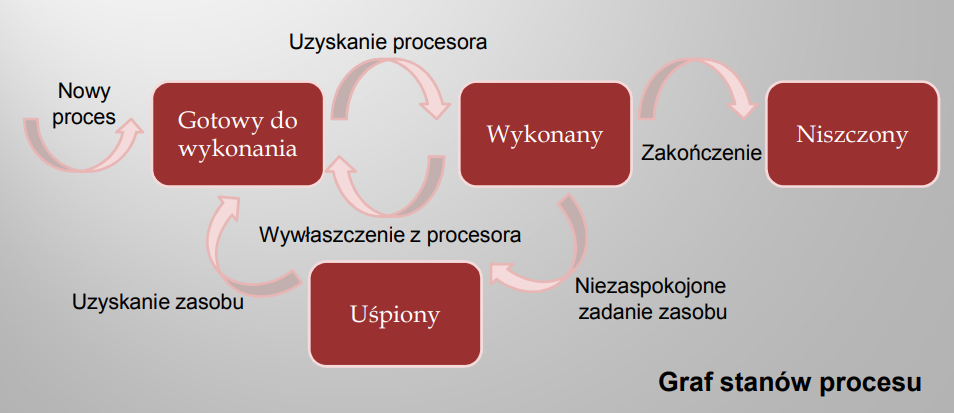 Uzyskanie procesora
Nowy
proces
Gotowy do
wykonania
Wykonany
Zakończenie
Niszczony
Wywłaszczenie z procesora
Uzyskanie zasobu
Uśpiony
Niezaspokojone
zadanie zasobu
Graf stanów procesu